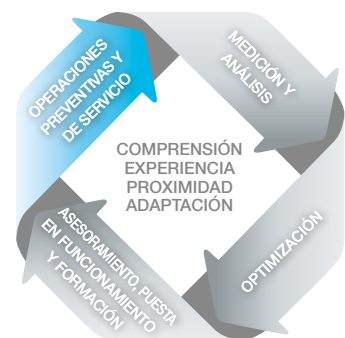 OPERACIONES
PREVENTIVAS Y
DE SERVICIO
MEDICIÓN Y
ANÁLISIS
COMPRENSIÓN
EXPERIENCIA
PROXIMIDAD
ADAPTACIÓN
OPTIMIZACIÓN
ASESORAMIENTO, PUESTA
EN FUNCIONAMIENTO
Y FORMACIÓN